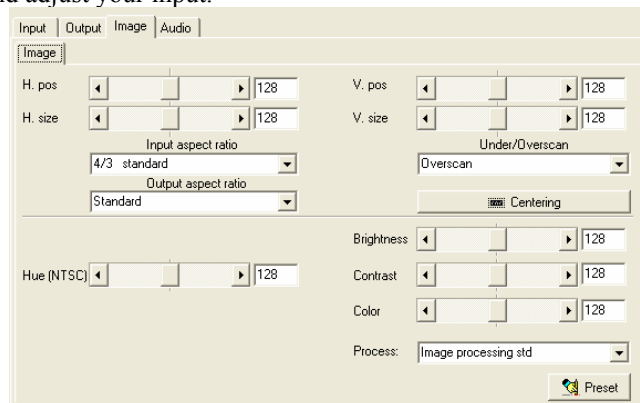 nd adjust your input.
Input Output Image Audio
Image
H. pos 128 V. pos 128
H. size 128 V. size 128
Input aspect ratio Under/Overscan
4/3 standard Overscan
Output aspect ratio
Standard Centering
Brightness 128
Hue (NTSC) 128 Contrast 128
Color 128
Process: Image processing std
Preset